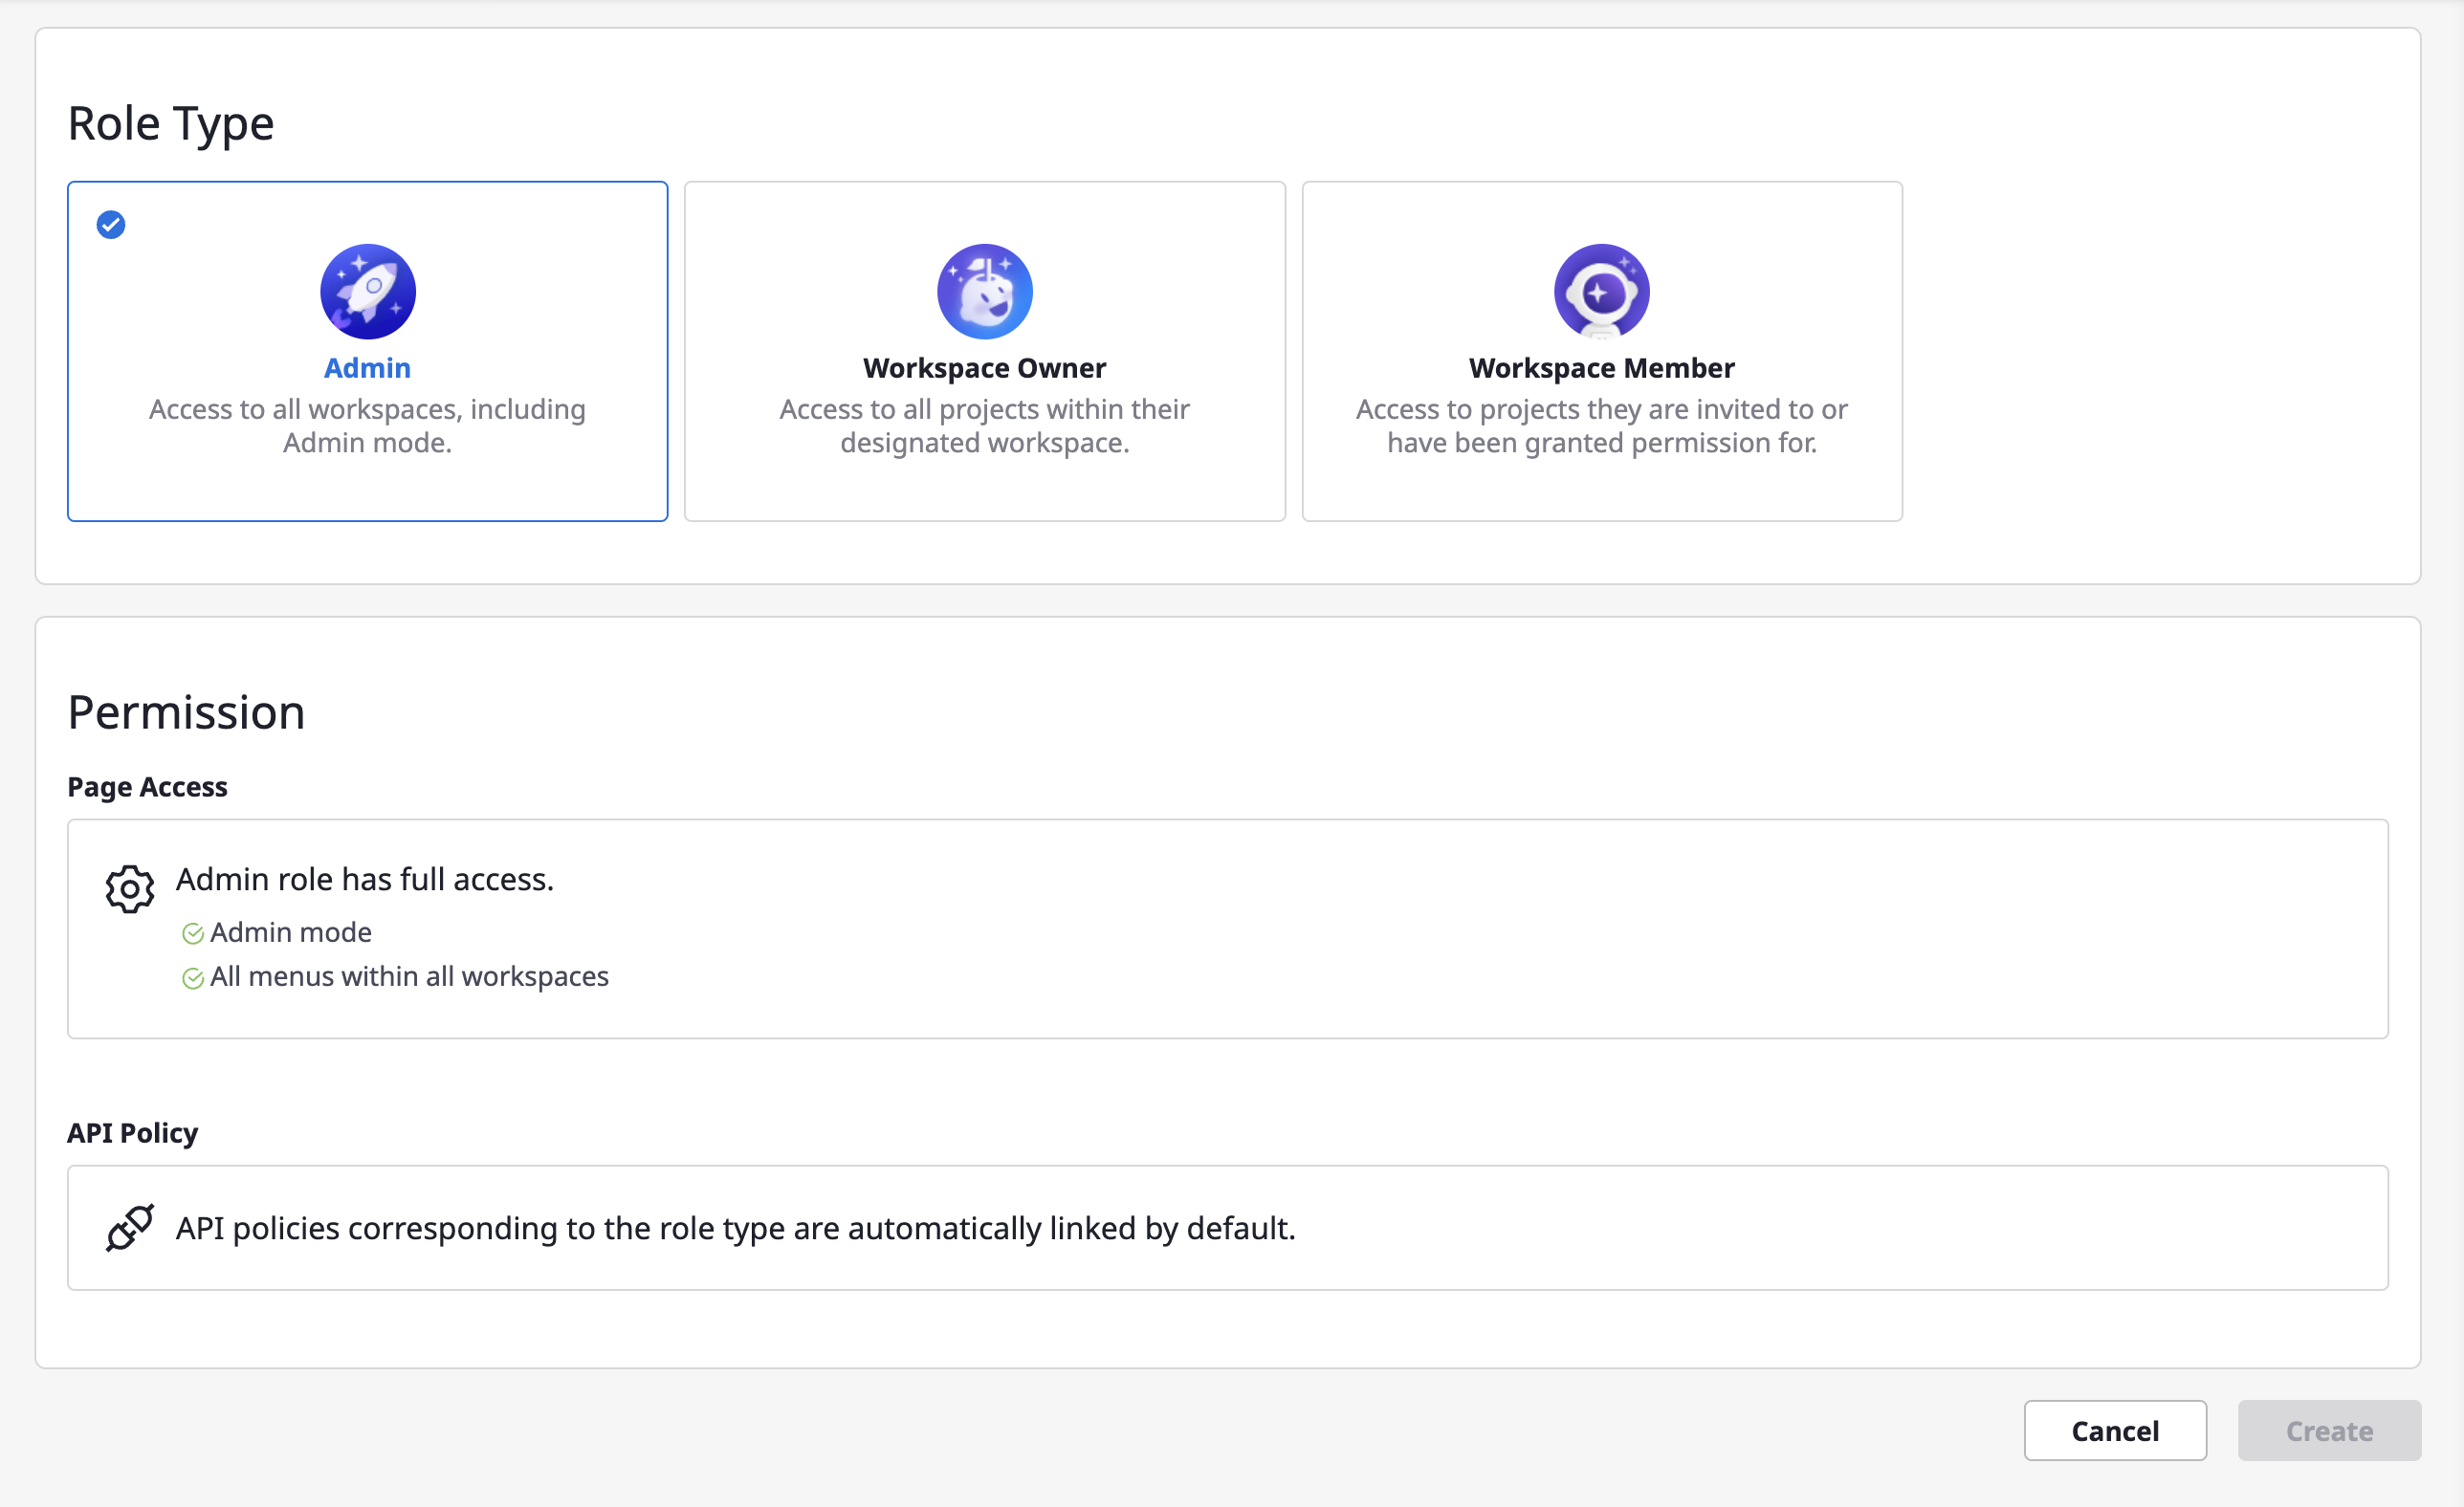 Role Type
Admin
Access to all workspaces, including
Admin mode.
Workspace Owner
Access to all projects within their
designated workspace.
Workspace Member
Access to projects they are invited to or
have been granted permission for.
Permission
Page Access
Admin role has full access.
Admin mode
All menus within all workspaces
API Policy
API policies corresponding to the role type are automatically linked by default.
Cancel
Create